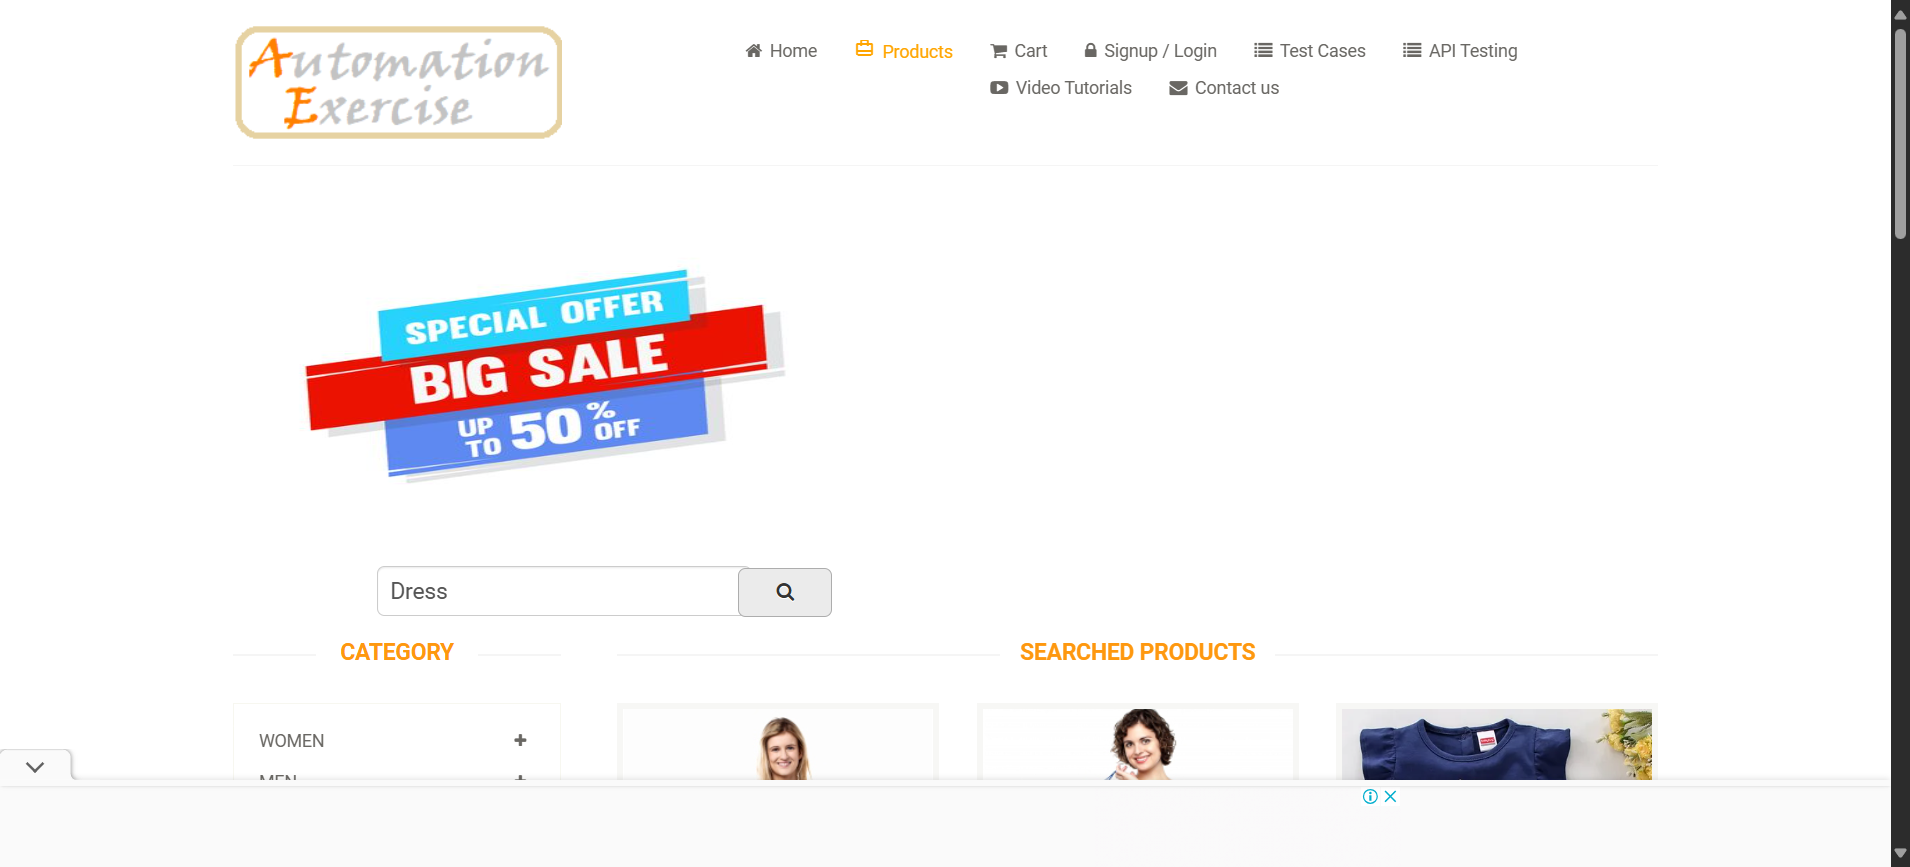 Automation
Exercise
Home
Products
Cart
Signup / Login
Test Cases
API Testing
Video Tutorials
Contact us
SPECIAL OFFER
BIG SALE
UP TO 50% OFF
Dress
CATEGORY
SEARCHED PRODUCTS
WOMEN
MEN